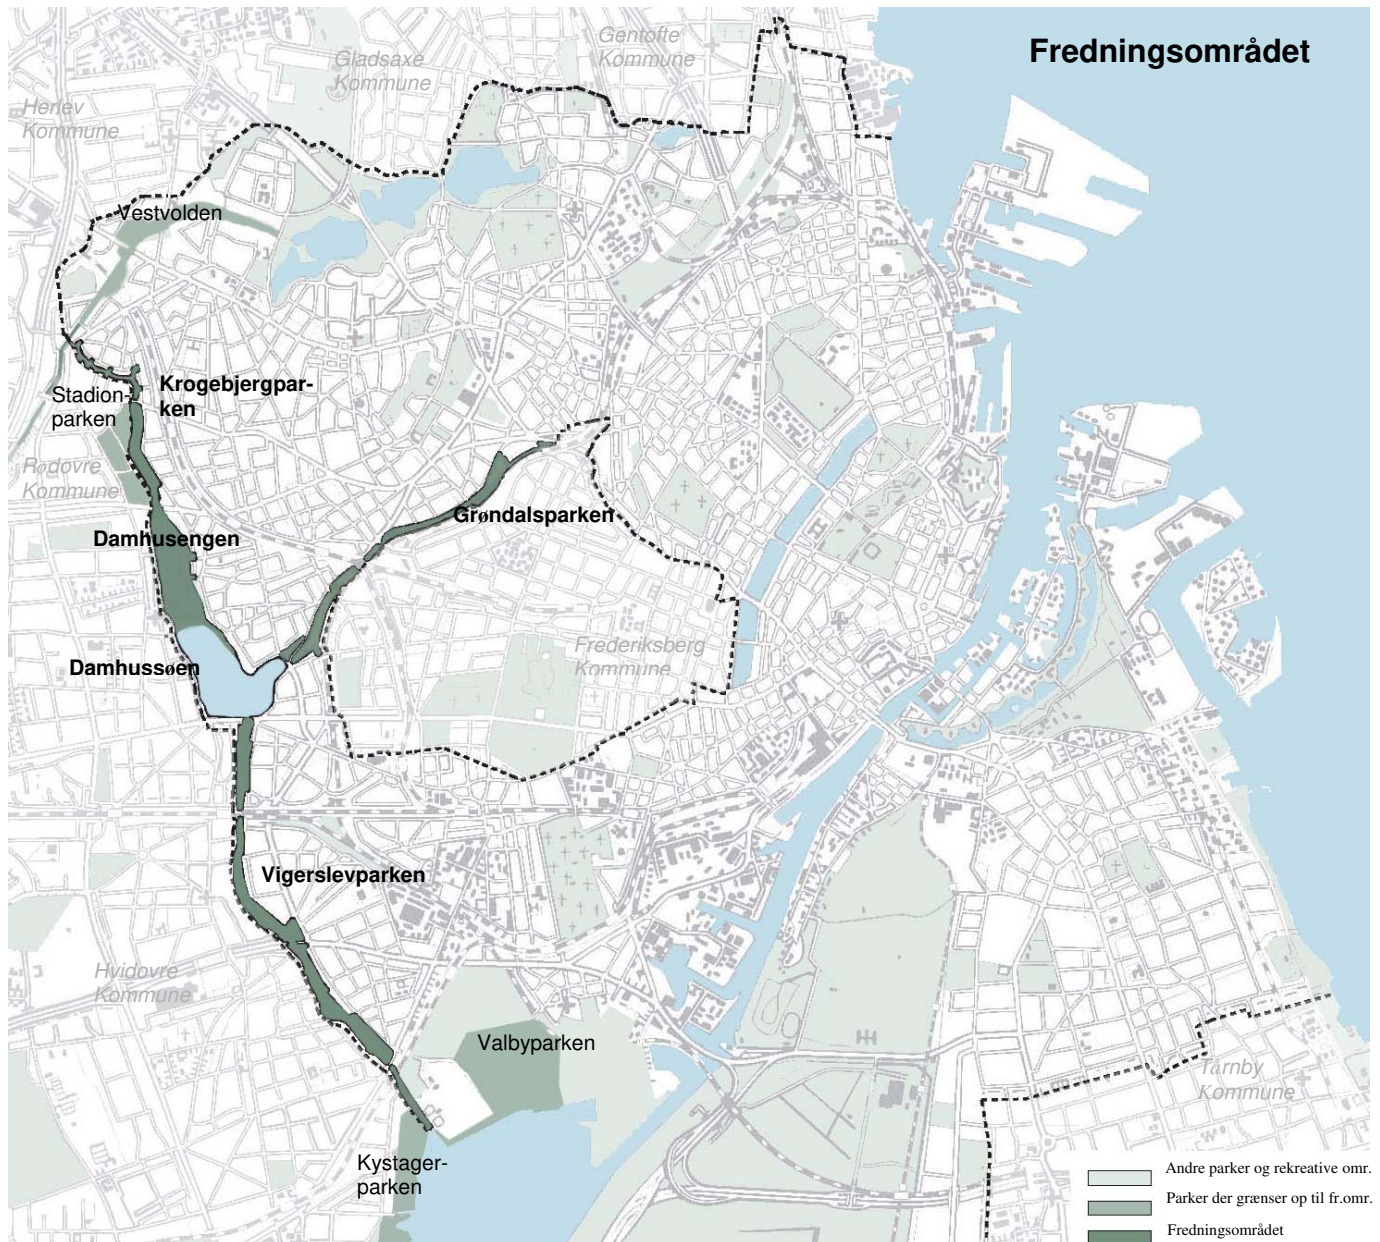 Fredningsområdet
Gentofte
Kommune
Gladsaxe
Kommune
Herlev
Kommune
Vestvolden
Krogebjergpar-
ken
Stadion-
parken
Rødovre
Kommune
Grøndalsparken
Damhusengen
Frederiksberg
Kommune
Damhussøen
Vigerslevparken
Hvidovre
Kommune
Valbyparken
Tårnby
Kommune
Kystager-
parken
Andre parker og rekreative omr.
Parker der grænser op til fr.omr.
Fredningsområdet